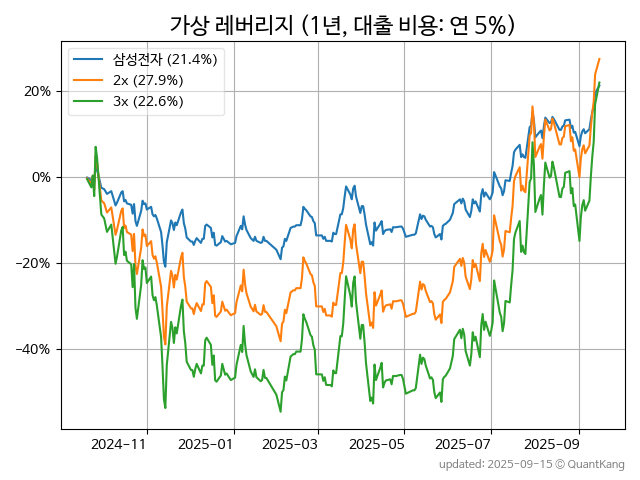 가상 레버리지 (1년, 대출 비용: 연 5%)
삼성전자 (21.4%)
2x (27.9%)
3x (22.6%)
20%
0%
−20%
−40%
2024-11 2025-01 2025-03 2025-05 2025-07 2025-09
updated: 2025-09-15 © QuantKang